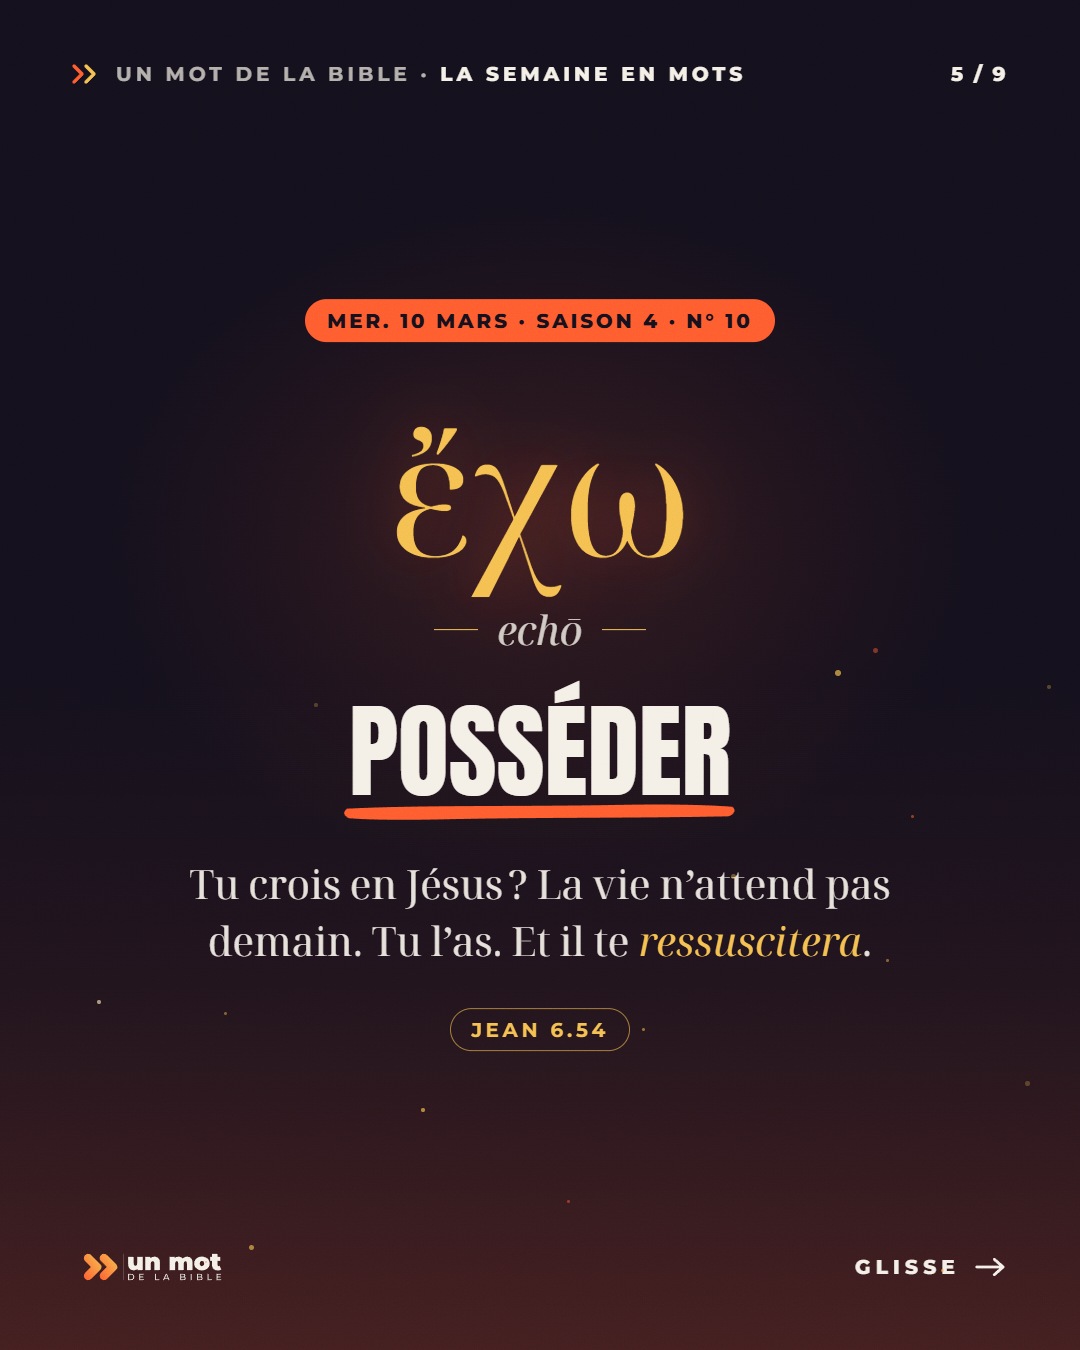 UN MOT DE LA BIBLE · LA SEMAINE EN MOTS
5 / 9
MER. 10 MARS · SAISON 4 · N° 10
ἔχω
echō
POSSÉDER
Tu crois en Jésus ? La vie n’attend pas
demain. Tu l’as. Et il te ressuscitera.
JEAN 6.54
un mot
DE LA BIBLE
GLISSE →